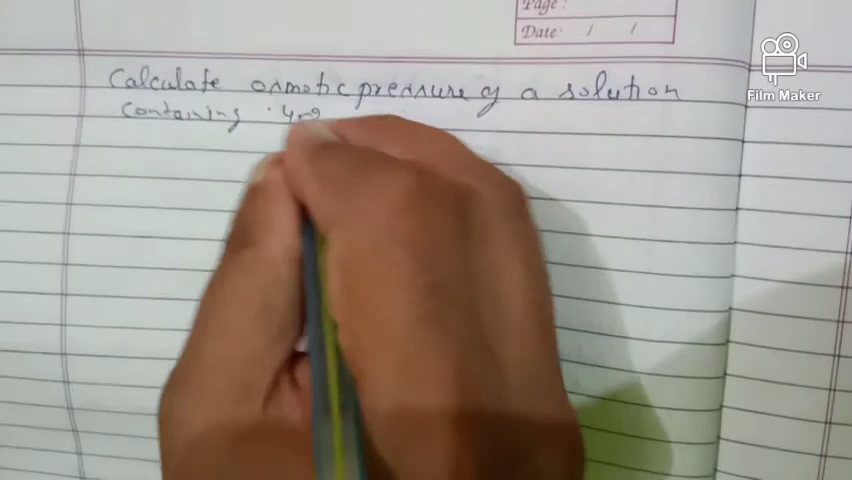 Page :
Date: / /
Film Maker
Calculate osmotic pressure of a solution
containing